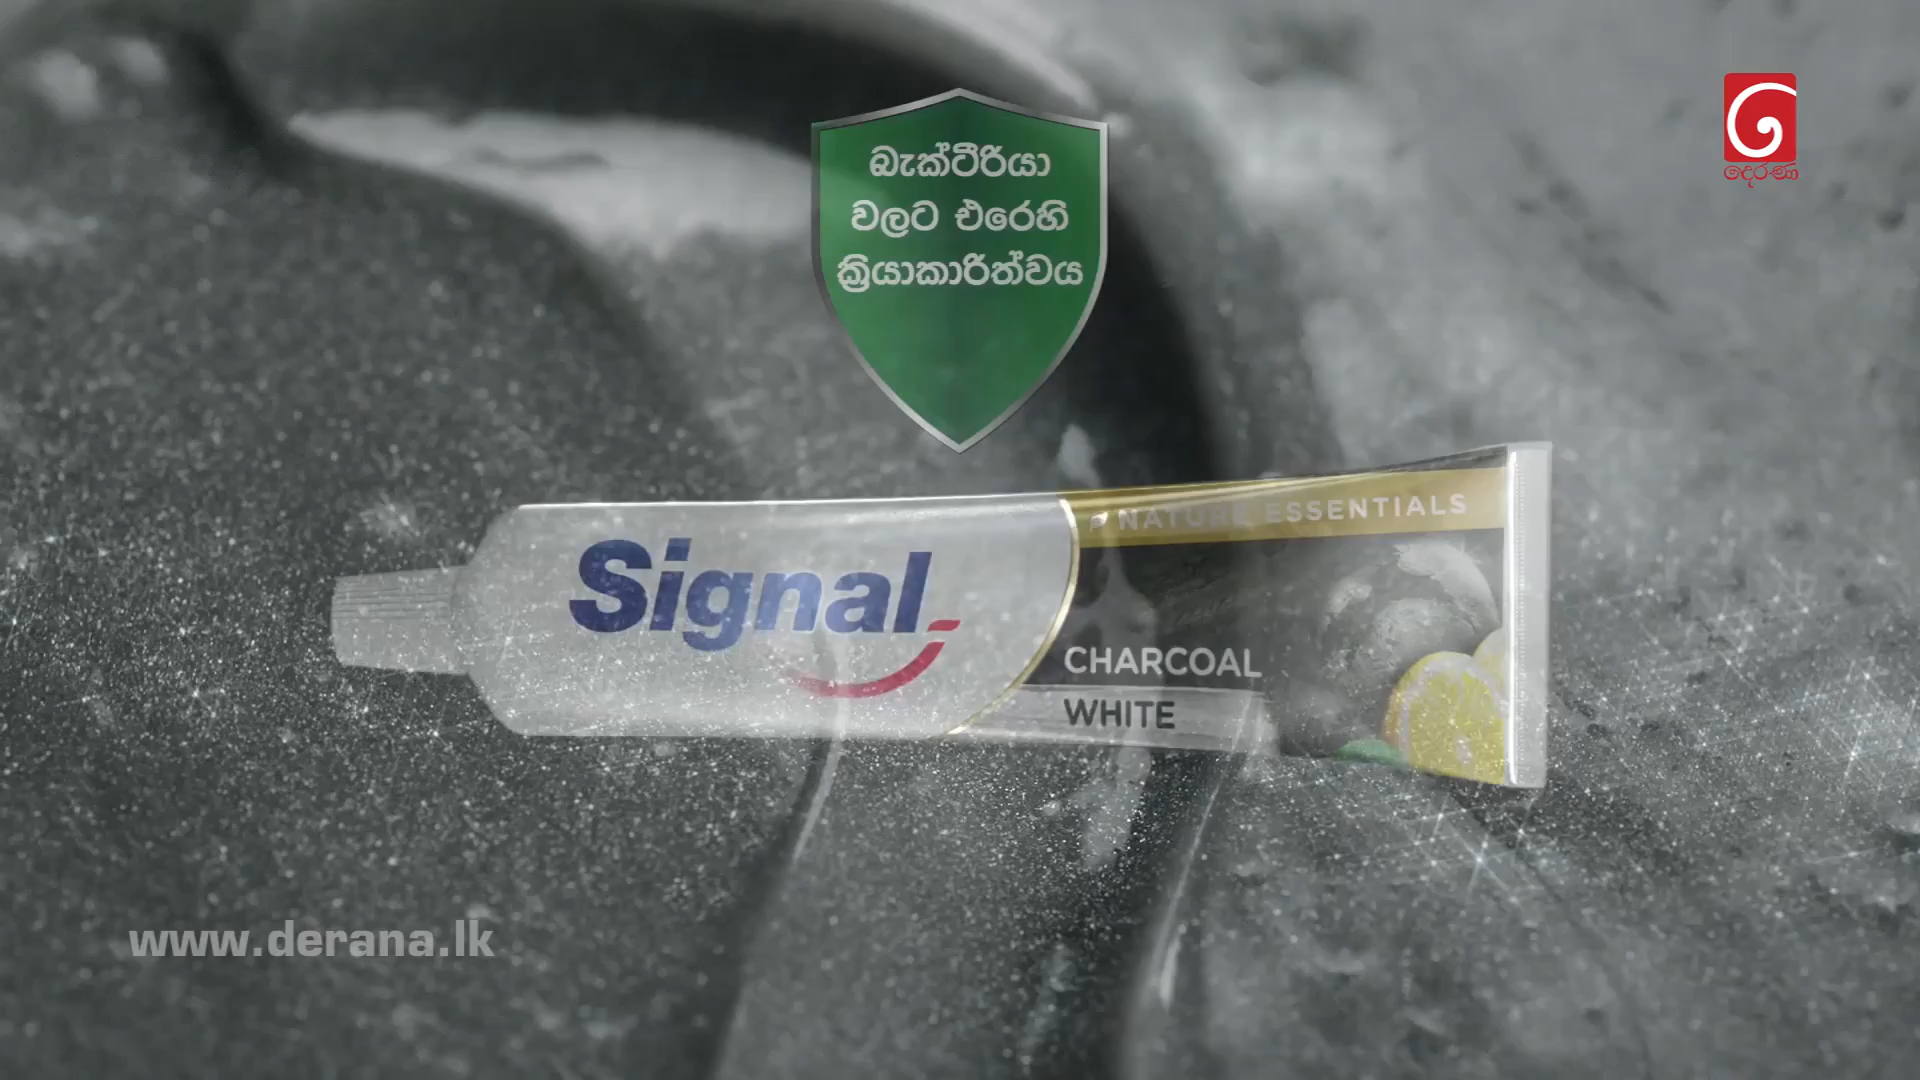 බැක්ටීරියා
වලට එරෙහි
ක්‍රියාකාරිත්වය
දෙරණ
NATURE ESSENTIALS
Signal
CHARCOAL
WHITE
www.derana.lk